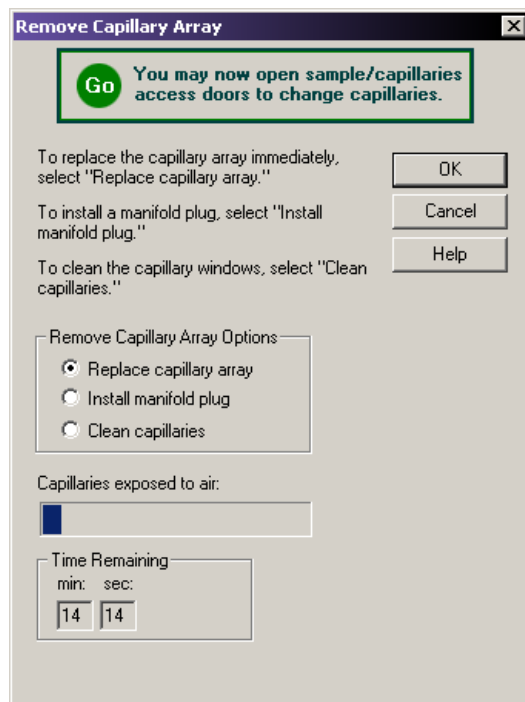 Remove Capillary Array
Go
You may now open sample/capillaries
access doors to change capillaries.
To replace the capillary array immediately,
select "Replace capillary array."
To install a manifold plug, select "Install
manifold plug."
To clean the capillary windows, select "Clean
capillaries."
OK
Cancel
Help
Remove Capillary Array Options
Replace capillary array
Install manifold plug
Clean capillaries
Capillaries exposed to air:
Time Remaining
min: sec:
14 14